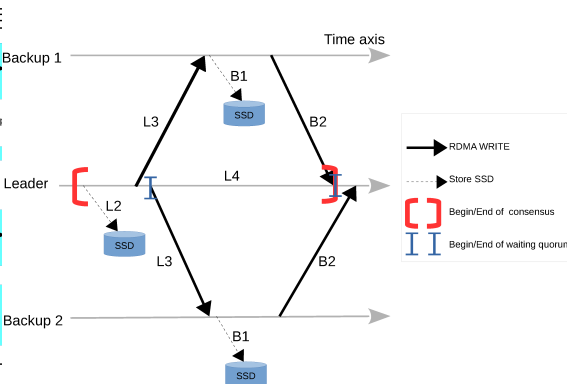 Time axis
Backup 1
B1
SSD
L3
B2
RDMA WRITE
Leader
L4
Store SSD
L2
Begin/End of consensus
SSD
Begin/End of waiting quorum
L3
B2
Backup 2
B1
SSD